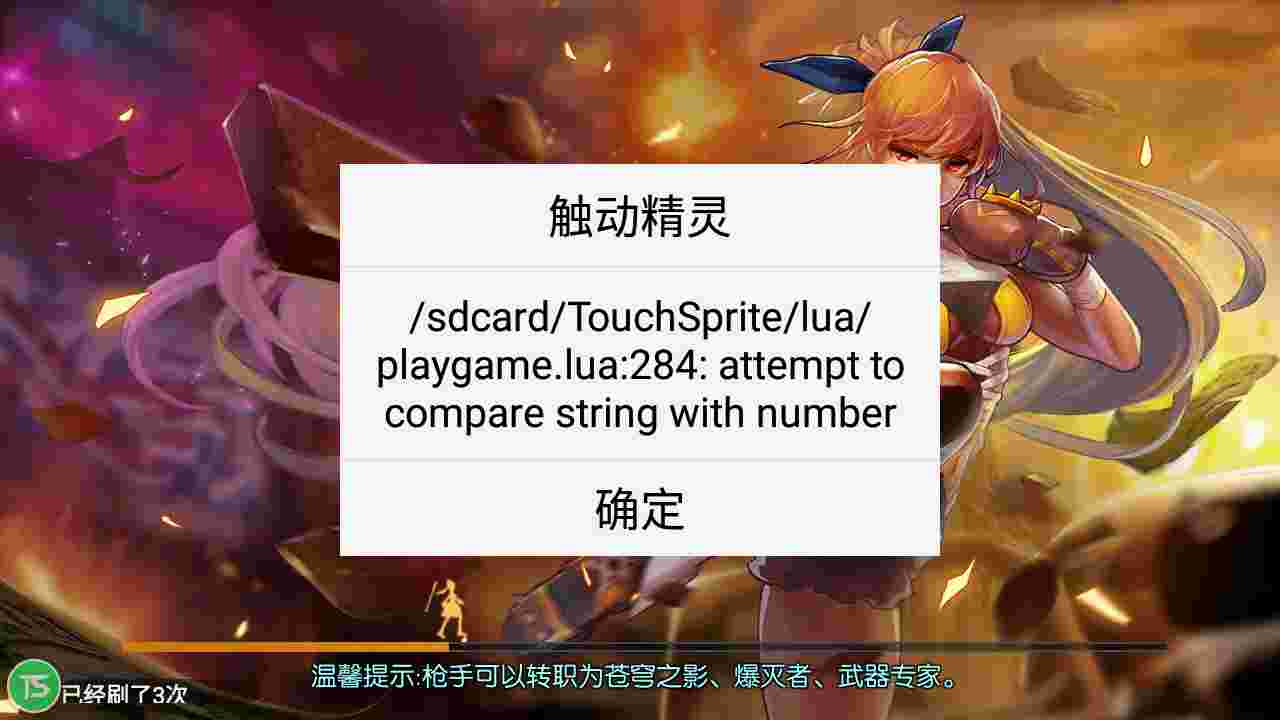 触动精灵
/sdcard/TouchSprite/lua/
playgame.lua:284: attempt to
compare string with number
确定
温馨提示:枪手可以转职为苍穹之影、爆灭者、武器专家。
TS
已经刷了3次